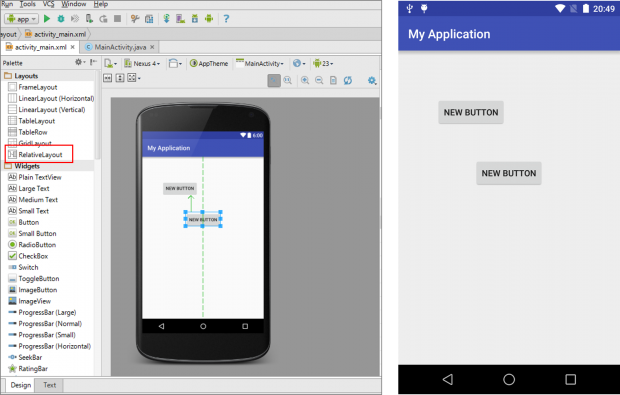 Run Tools VCS Window Help
app
ayout
activity_main.xml
activity_main.xml
MainActivity.java
Palette
Nexus 4
AppTheme
MainActivity
23
Layouts
FrameLayout
LinearLayout (Horizontal)
LinearLayout (Vertical)
TableLayout
TableRow
GridLayout
RelativeLayout
Widgets
Plain TextView
Large Text
Medium Text
Small Text
Button
Small Button
RadioButton
CheckBox
Switch
ToggleButton
ImageButton
ImageView
ProgressBar (Large)
ProgressBar (Normal)
ProgressBar (Small)
ProgressBar (Horizontal)
SeekBar
RatingBar
Design
Text
6:00
My Application
NEW BUTTON
NEW BUTTON
20:49
My Application
NEW BUTTON
NEW BUTTON